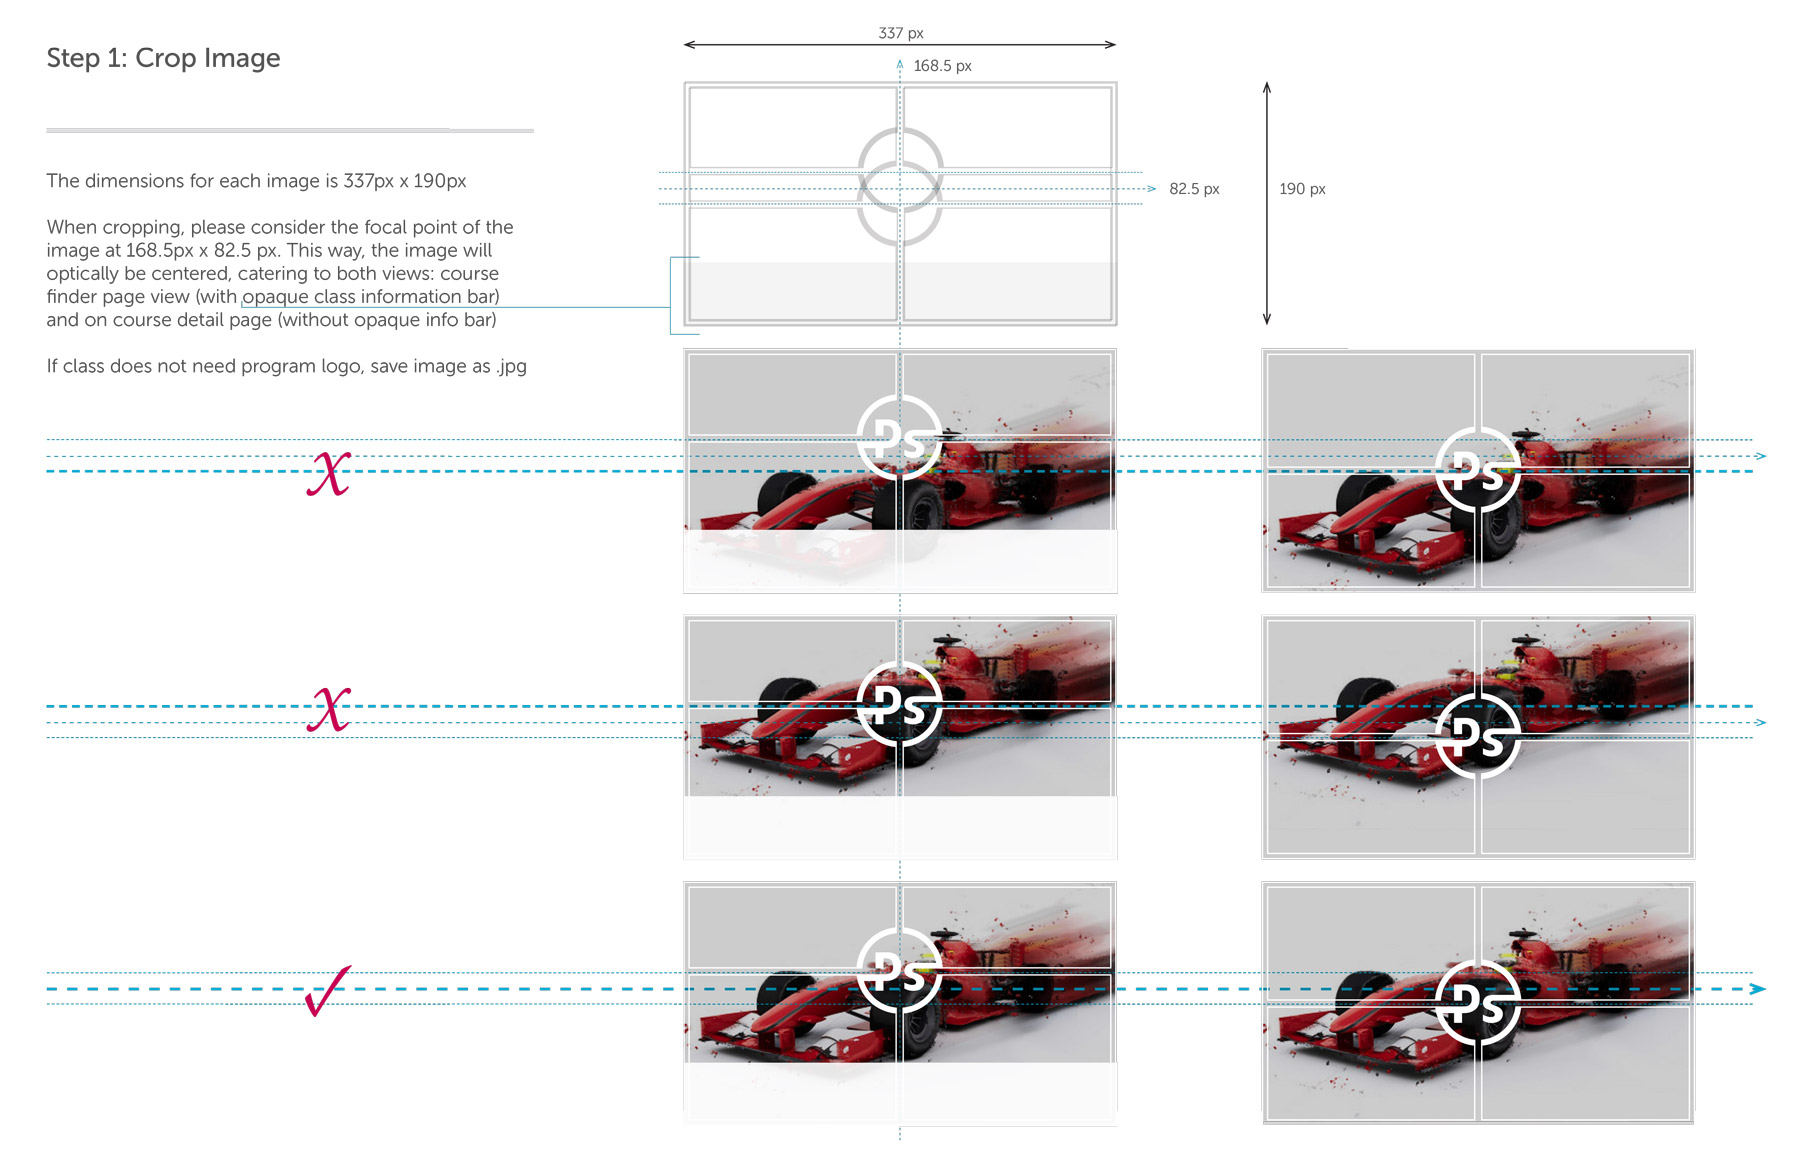 Step 1: Crop Image
337 px
168.5 px
82.5 px
190 px
The dimensions for each image is 337px x 190px
When cropping, please consider the focal point of the
image at 168.5px x 82.5 px. This way, the image will
optically be centered, catering to both views: course
finder page view (with opaque class information bar)
and on course detail page (without opaque info bar)
If class does not need program logo, save image as .jpg
x
Ps
Ps
x
Ps
Ps
✓
Ps
Ps